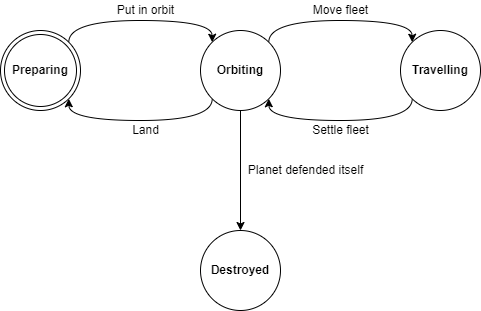 Put in orbit
Move fleet
Preparing
Orbiting
Travelling
Land
Settle fleet
Planet defended itself
Destroyed